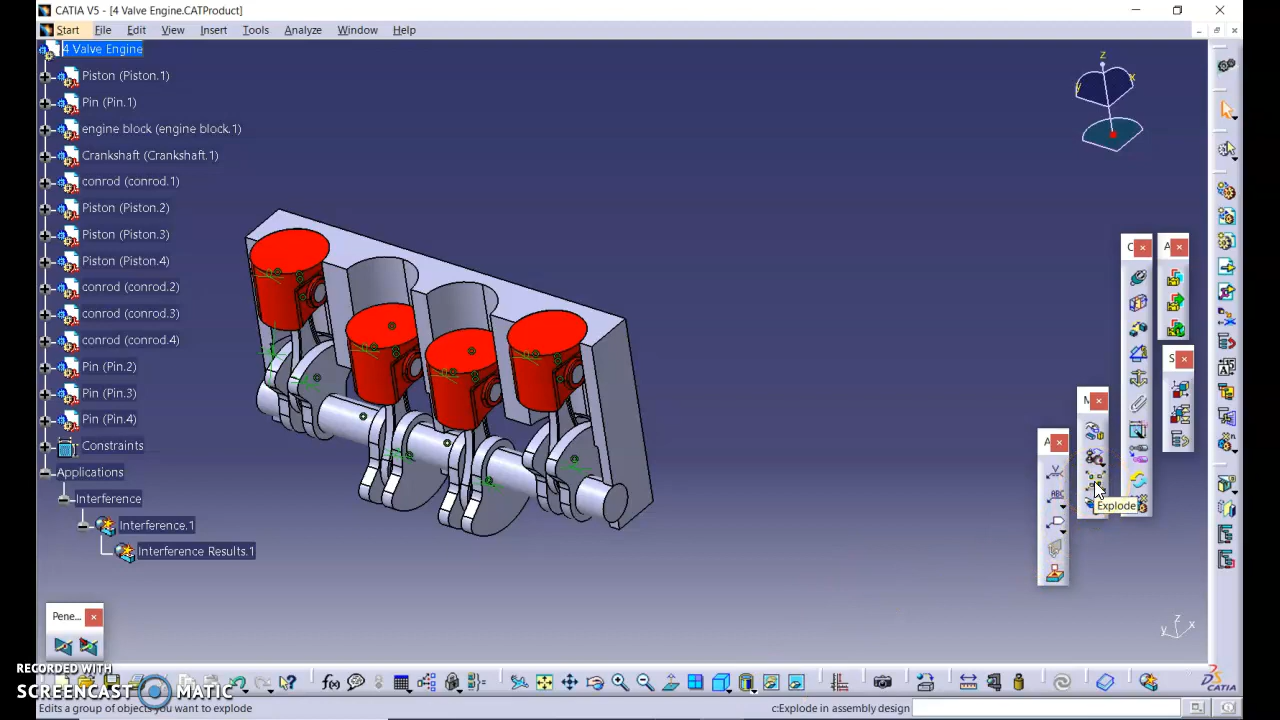 CATIA V5 - [4 Valve Engine.CATProduct]
Start File Edit View Insert Tools Window Analyze Help
4 Valve Engine
Piston (Piston.1)
Pin (Pin.1)
engine block (engine block.1)
Crankshaft (Crankshaft.1)
conrod (conrod.1)
Piston (Piston.2)
Piston (Piston.3)
Piston (Piston.4)
conrod (conrod.2)
conrod (conrod.3)
conrod (conrod.4)
Pin (Pin.2)
Pin (Pin.3)
Pin (Pin.4)
Constraints
Applications
Interference
Interference.1
Interference Results.1
z
x
y
C...
A...
S
M
A...
ABC
Explode
Pene...
z
y
x
f(x)
CATIA
RECORDED WITH
SCREENCAST MATIC
Edits a group of objects you want to explode
c:Explode in assembly design